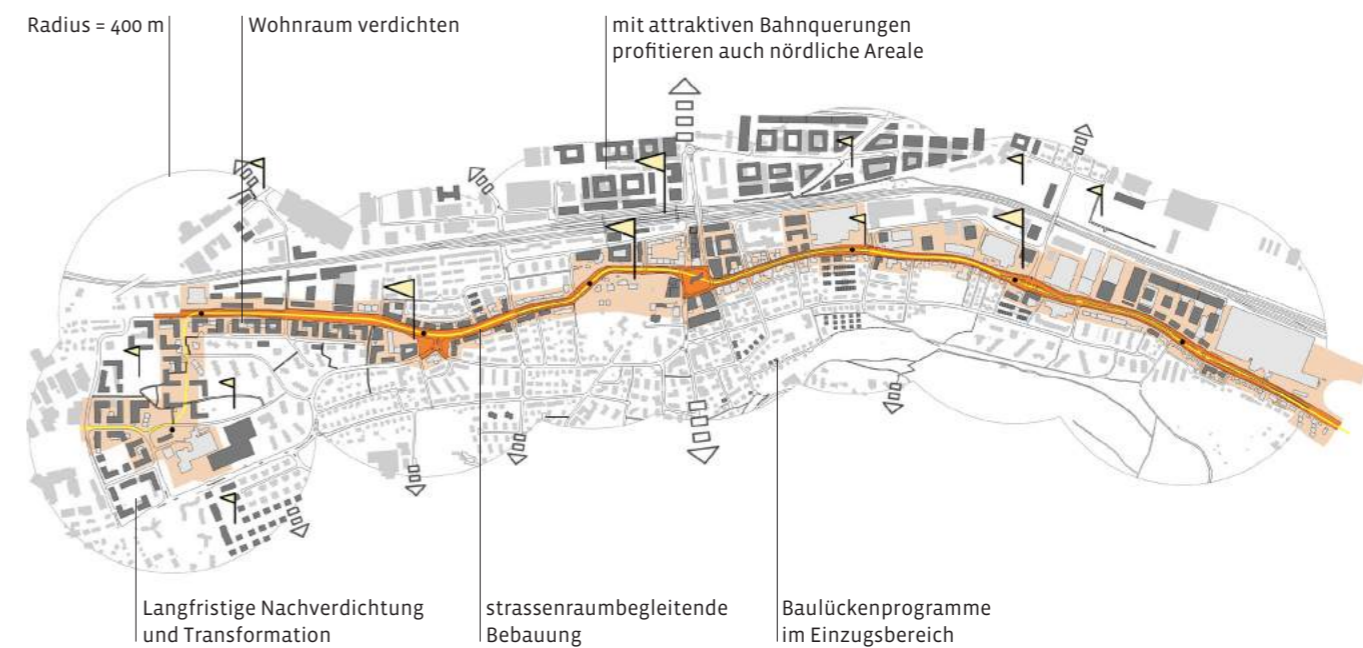 Radius = 400 m
Wohnraum verdichten
mit attraktiven Bahnquerungen
profitieren auch nördliche Areale
Langfristige Nachverdichtung
und Transformation
strassenraumbegleitende
Bebauung
Baulückenprogramme
im Einzugsbereich